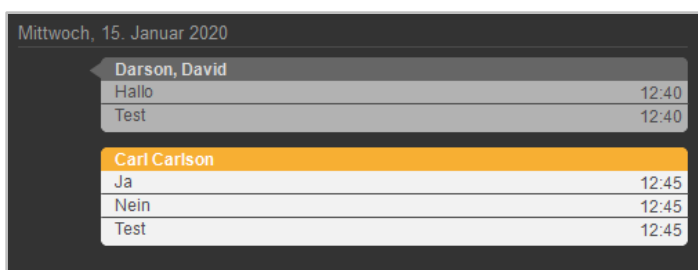 Mittwoch, 15. Januar 2020
Darson, David
Hallo 12:40
Test 12:40
Carl Carlson
Ja 12:45
Nein 12:45
Test 12:45